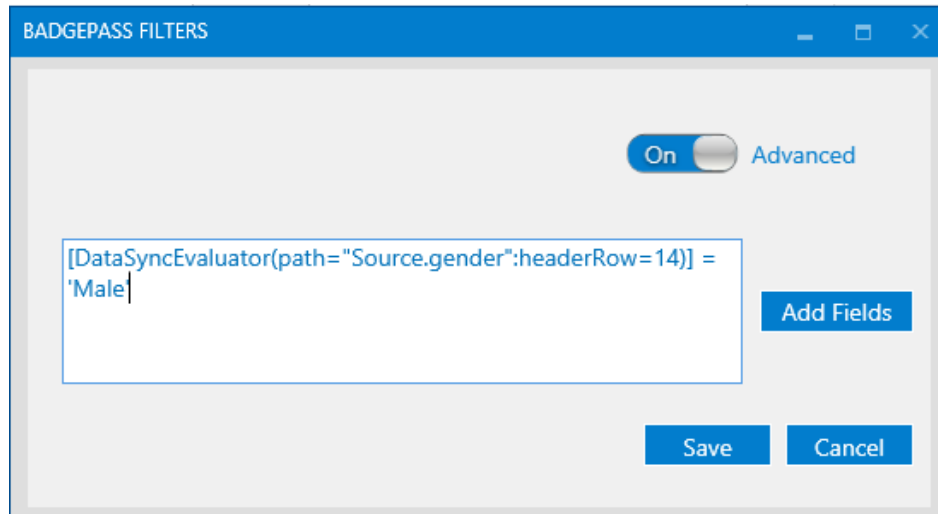 BADGEPASS FILTERS
On
Advanced
[DataSyncEvaluator(path="Source.gender":headerRow=14)] =
'Male'
Add Fields
Save
Cancel